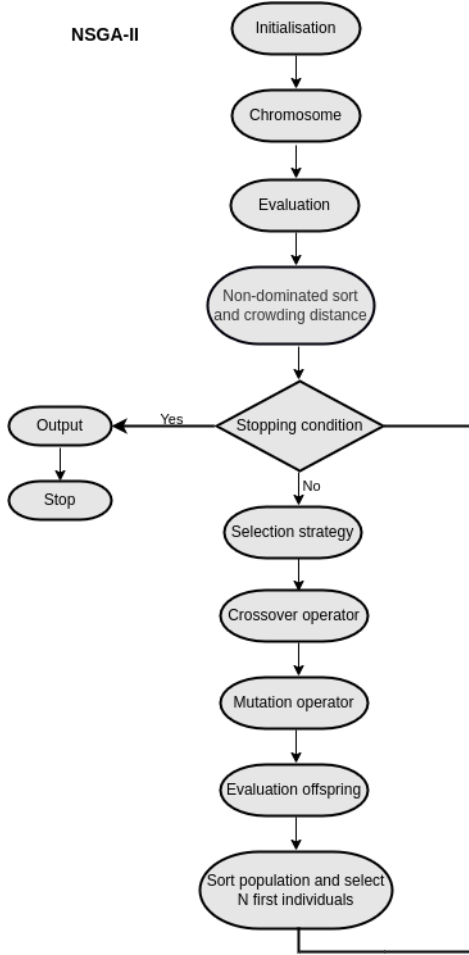 NSGA-II
Initialisation
Chromosome
Evaluation
Non-dominated sort
and crowding distance
Stopping condition
Yes
Output
Stop
No
Selection strategy
Crossover operator
Mutation operator
Evaluation offspring
Sort population and select
N first individuals